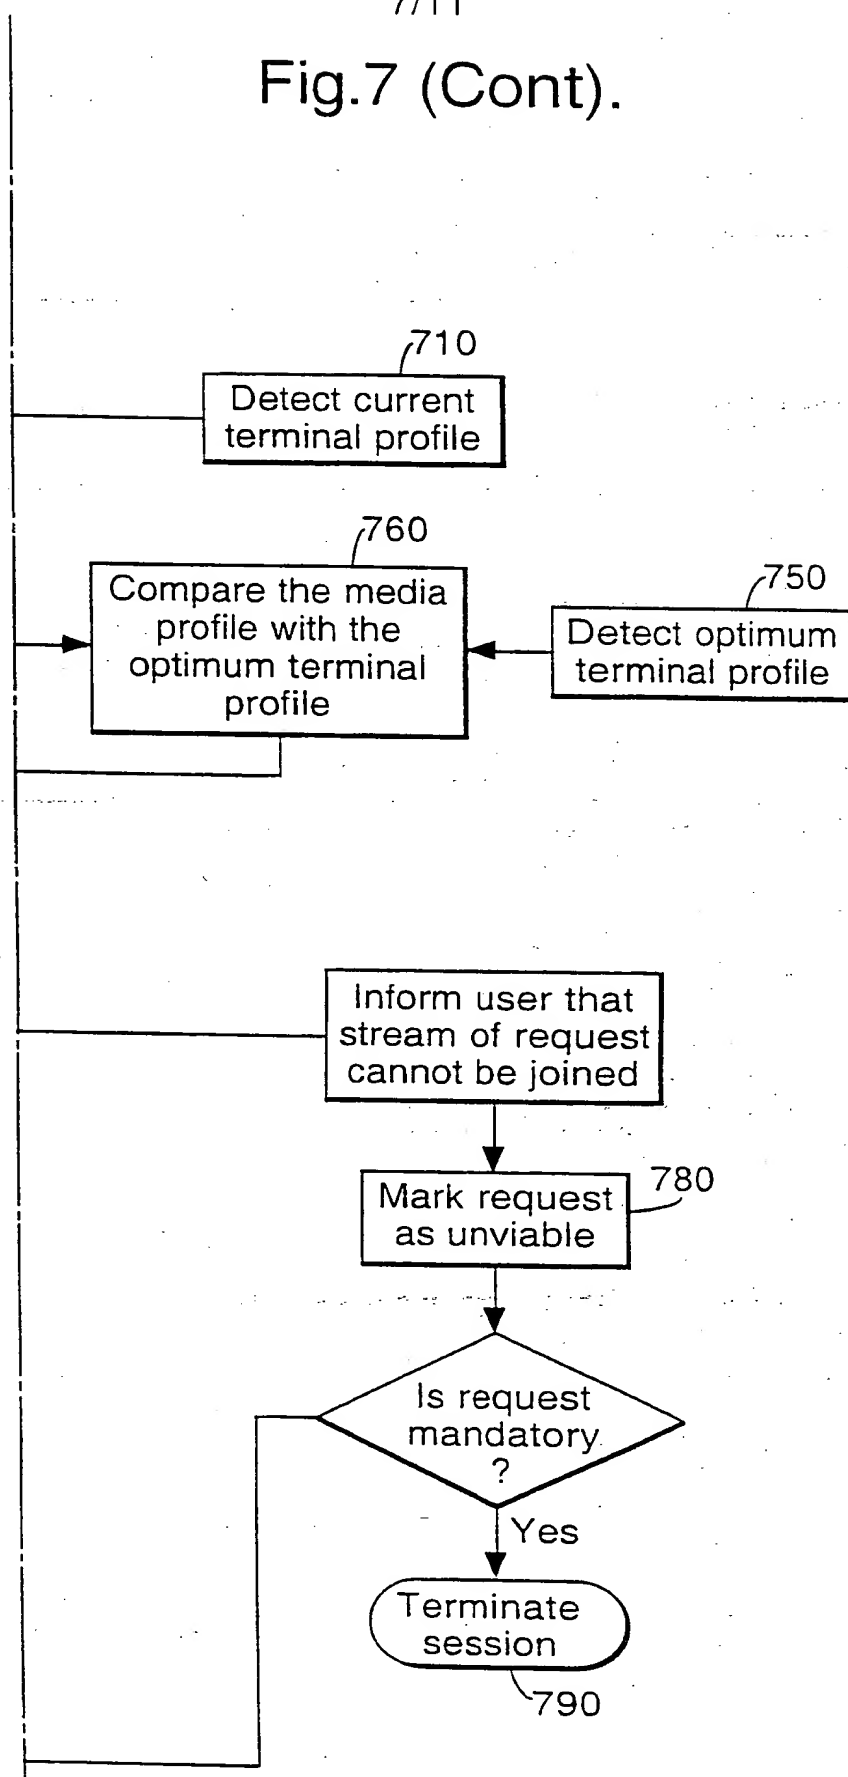 7/11
Fig.7 (Cont).
710
Detect current
terminal profile
760
Compare the media
profile with the
optimum terminal
profile
750
Detect optimum
terminal profile
Inform user that
stream of request
cannot be joined
Mark request
as unviable
780
Is request
mandatory
?
Yes
Terminate
session
790